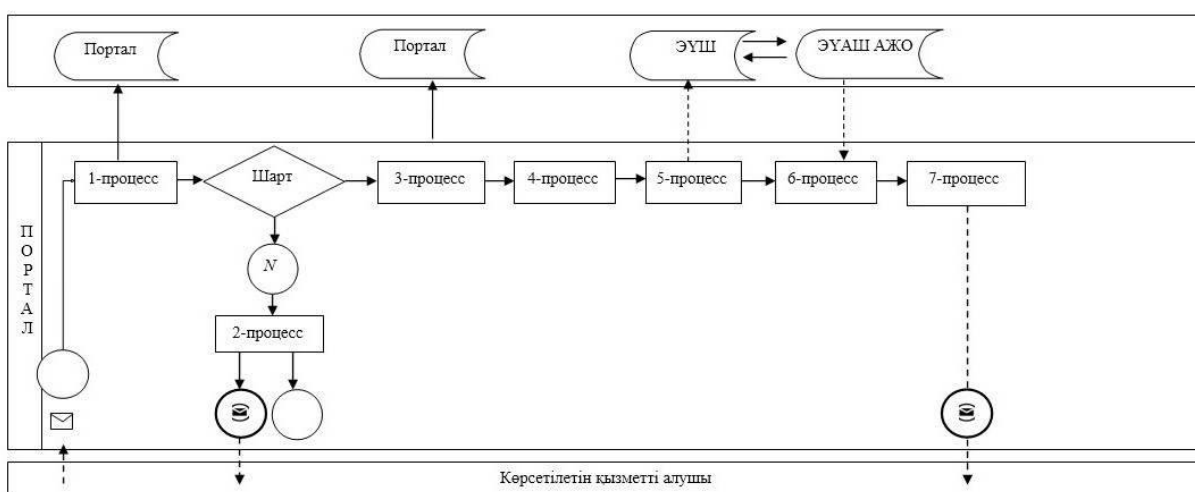 Портал
Портал
ЭҮШ
ЭҮАШ АЖО
ПОРТАЛ
1-процесс
Шарт
3-процесс
4-процесс
5-процесс
6-процесс
7-процесс
N
2-процесс
Көрсетілетін қызметті алушы